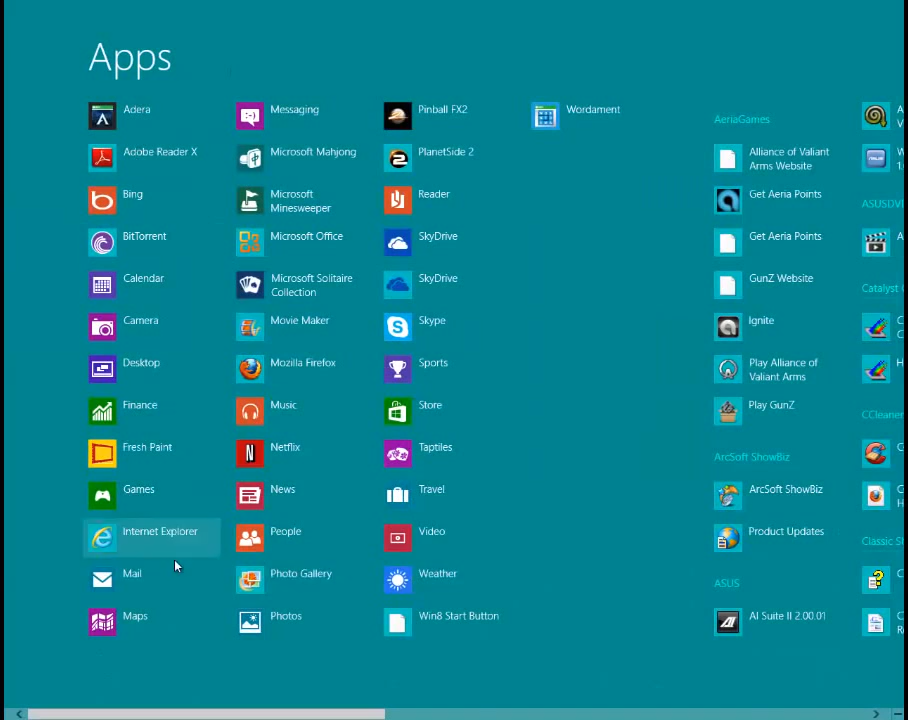 Apps
Adera
Adobe Reader X
Bing
BitTorrent
Calendar
Camera
Desktop
Finance
Fresh Paint
Games
Internet Explorer
Mail
Maps
Messaging
Microsoft Mahjong
Microsoft
Minesweeper
Microsoft Office
Microsoft Solitaire
Collection
Movie Maker
Mozilla Firefox
Music
Netflix
News
People
Photo Gallery
Photos
Pinball FX2
PlanetSide 2
Reader
SkyDrive
SkyDrive
Skype
Sports
Store
Taptiles
Travel
Video
Weather
Win8 Start Button
Wordament
AeriaGames
Alliance of Valiant
Arms Website
Get Aeria Points
Get Aeria Points
GunZ Website
Ignite
Play Alliance of
Valiant Arms
Play GunZ
ArcSoft ShowBiz
ArcSoft ShowBiz
Product Updates
ASUS
AI Suite II 2.00.01
ASUSDVD
Catalyst
CCleaner
Classic